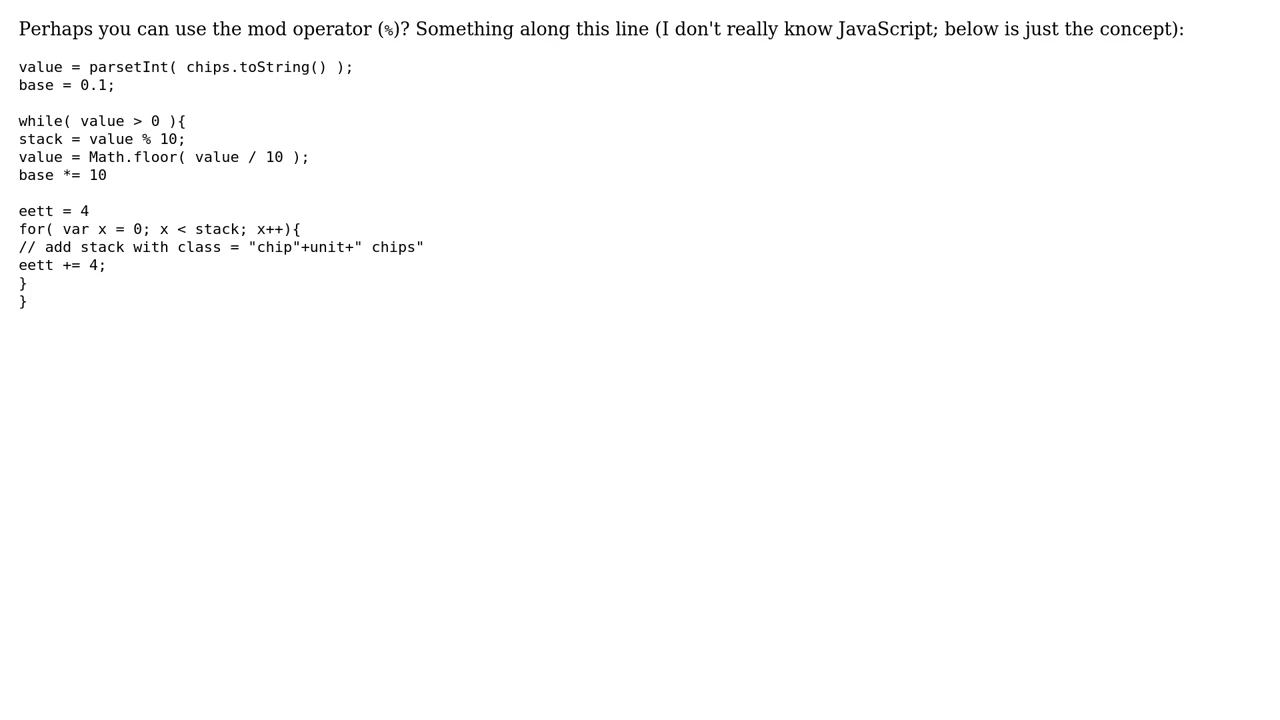 Perhaps you can use the mod operator (%)? Something along this line (I don't really know JavaScript; below is just the concept):
value = parsetInt( chips.toString() );
base = 0.1;
while( value > 0 ){
stack = value % 10;
value = Math.floor( value / 10 );
base *= 10
eett = 4
for( var x = 0; x < stack; x++){
// add stack with class = "chip"+unit+" chips"
eett += 4;
}
}